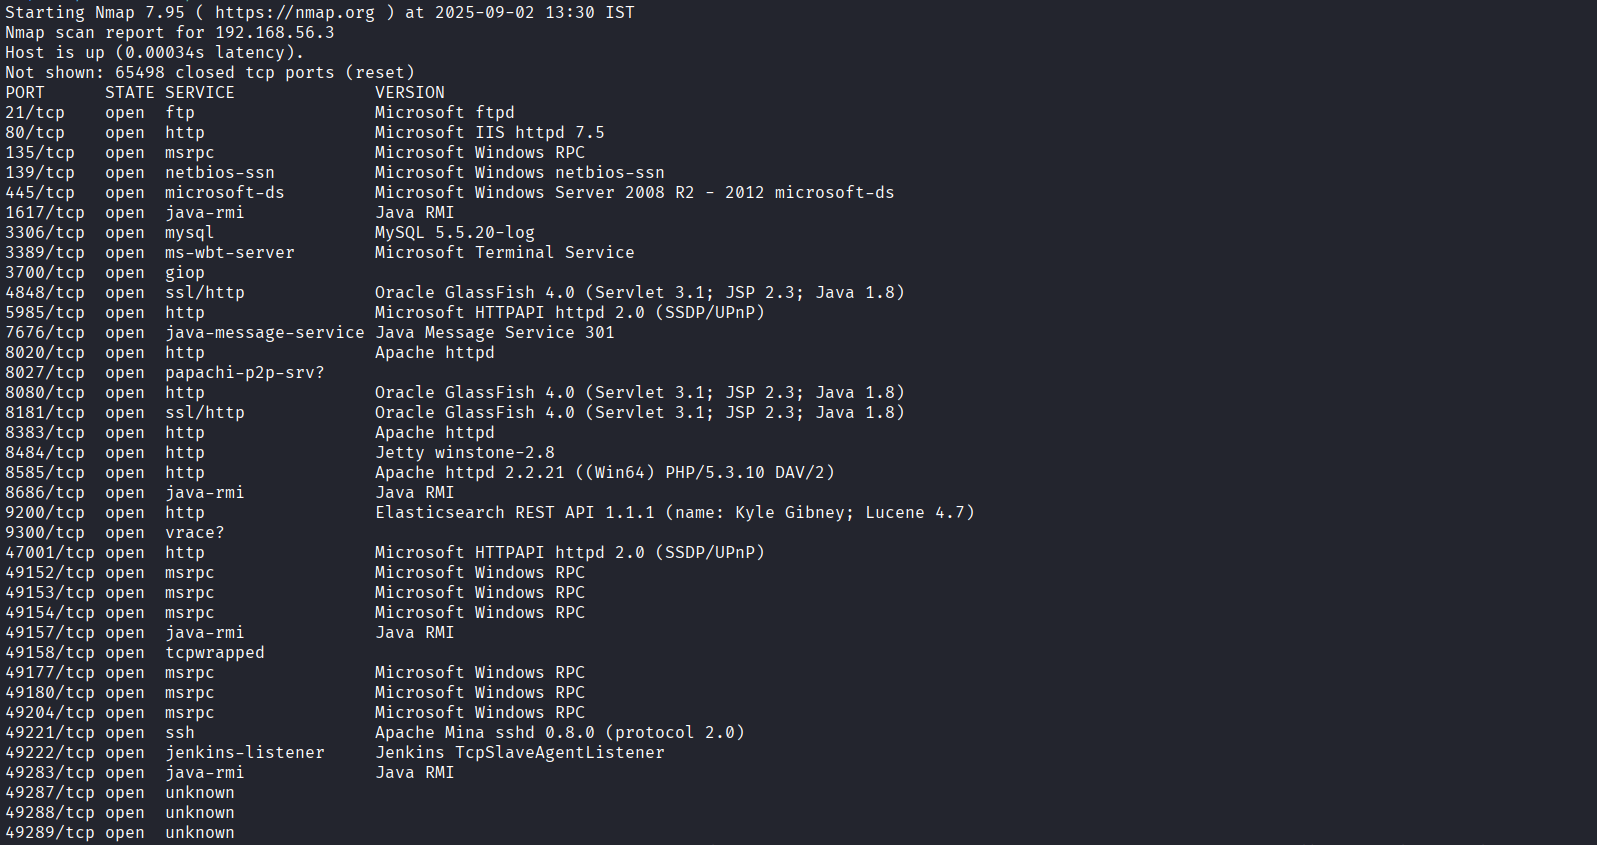 Starting Nmap 7.95 ( https://nmap.org ) at 2025-09-02 13:30 IST
Nmap scan report for 192.168.56.3
Host is up (0.00034s latency).
Not shown: 65498 closed tcp ports (reset)
PORT      STATE SERVICE              VERSION
21/tcp    open  ftp                  Microsoft ftpd
80/tcp    open  http                 Microsoft IIS httpd 7.5
135/tcp   open  msrpc                Microsoft Windows RPC
139/tcp   open  netbios-ssn          Microsoft Windows netbios-ssn
445/tcp   open  microsoft-ds         Microsoft Windows Server 2008 R2 - 2012 microsoft-ds
1617/tcp  open  java-rmi             Java RMI
3306/tcp  open  mysql                MySQL 5.5.20-log
3389/tcp  open  ms-wbt-server        Microsoft Terminal Service
3700/tcp  open  giop
4848/tcp  open  ssl/http             Oracle GlassFish 4.0 (Servlet 3.1; JSP 2.3; Java 1.8)
5985/tcp  open  http                 Microsoft HTTPAPI httpd 2.0 (SSDP/UPnP)
7676/tcp  open  java-message-service Java Message Service 301
8020/tcp  open  http                 Apache httpd
8027/tcp  open  papachi-p2p-srv?
8080/tcp  open  http                 Oracle GlassFish 4.0 (Servlet 3.1; JSP 2.3; Java 1.8)
8181/tcp  open  ssl/http             Oracle GlassFish 4.0 (Servlet 3.1; JSP 2.3; Java 1.8)
8383/tcp  open  http                 Apache httpd
8484/tcp  open  http                 Jetty winstone-2.8
8585/tcp  open  http                 Apache httpd 2.2.21 ((Win64) PHP/5.3.10 DAV/2)
8686/tcp  open  java-rmi             Java RMI
9200/tcp  open  http                 Elasticsearch REST API 1.1.1 (name: Kyle Gibney; Lucene 4.7)
9300/tcp  open  vrace?
47001/tcp open  http                 Microsoft HTTPAPI httpd 2.0 (SSDP/UPnP)
49152/tcp open  msrpc                Microsoft Windows RPC
49153/tcp open  msrpc                Microsoft Windows RPC
49154/tcp open  msrpc                Microsoft Windows RPC
49157/tcp open  java-rmi             Java RMI
49158/tcp open  tcpwrapped
49177/tcp open  msrpc                Microsoft Windows RPC
49180/tcp open  msrpc                Microsoft Windows RPC
49204/tcp open  msrpc                Microsoft Windows RPC
49221/tcp open  ssh                  Apache Mina sshd 0.8.0 (protocol 2.0)
49222/tcp open  jenkins-listener     Jenkins TcpSlaveAgentListener
49283/tcp open  java-rmi             Java RMI
49287/tcp open  unknown
49288/tcp open  unknown
49289/tcp open  unknown